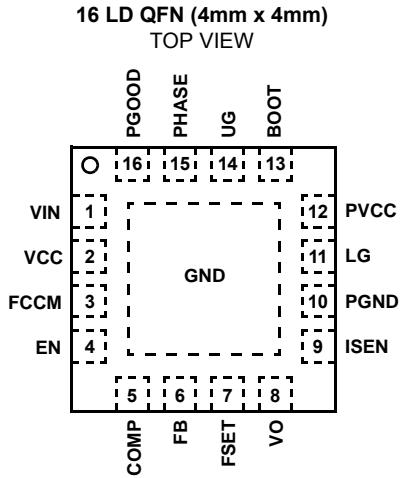 16 LD QFN (4mm x 4mm)
TOP VIEW
PGOOD
PHASE
UG
BOOT
16
15
14
13
VIN 1
VCC 2
FCCM 3
EN 4
GND
12 PVCC
11 LG
10 PGND
9 ISEN
5
6
7
8
COMP
FB
FSET
VO